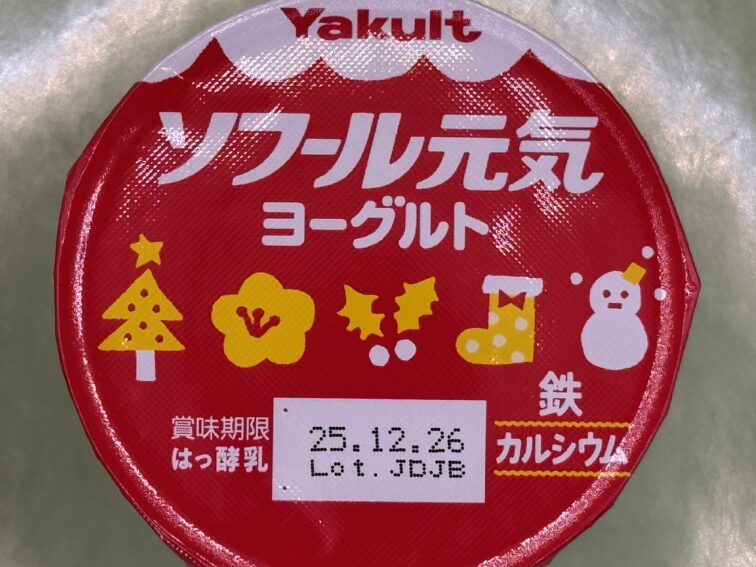 Yakult
ソフール元気
ヨーグルト
鉄
カルシウム
賞味期限
はっ酵乳
25.12.26
Lot.JDJB